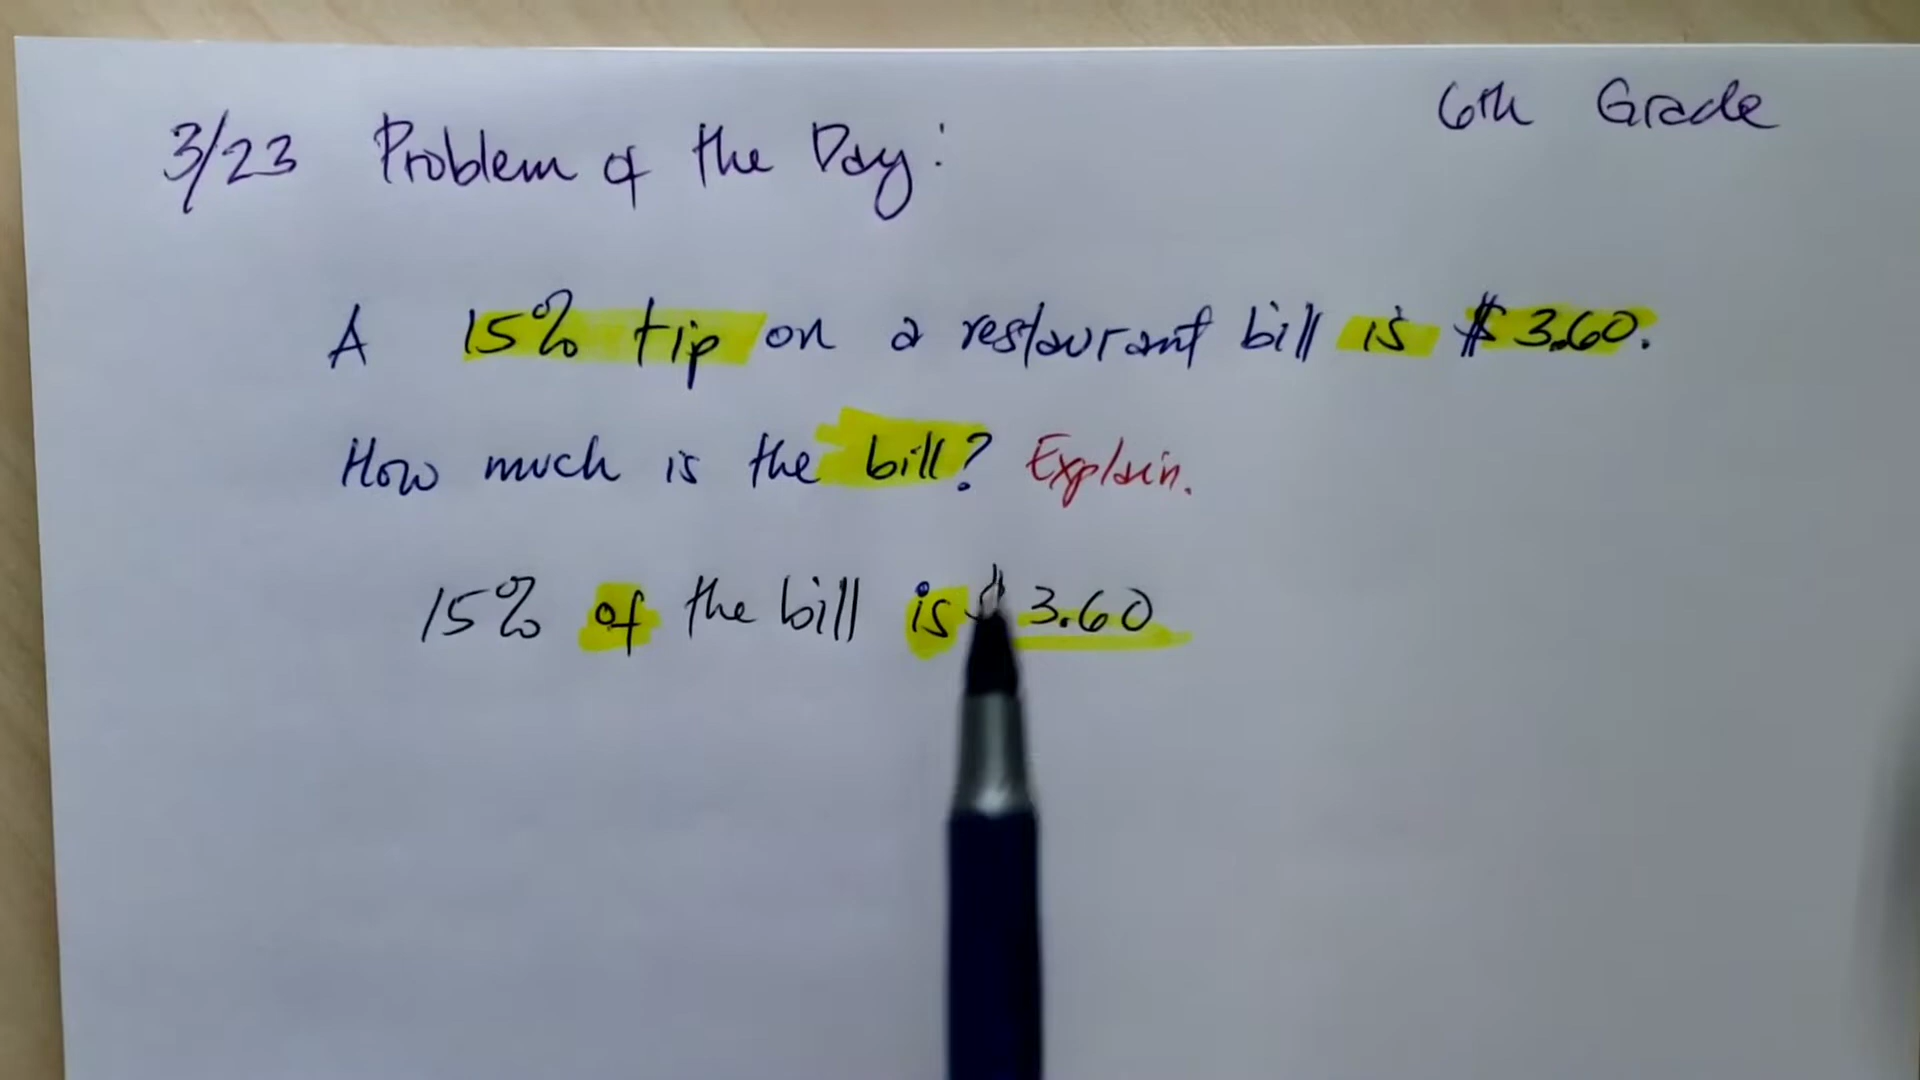 6th Grade
3/23 Problem of the Day:
A 15% tip on a restaurant bill is $3.60.
How much is the bill? Explain.
15% of the bill is $3.60